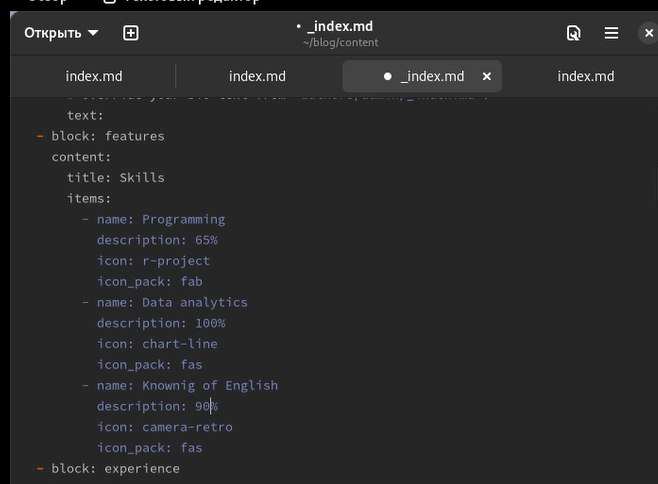 Текстовый редактор
Открыть
• _index.md
~/blog/content
index.md
index.md
● _index.md ×
index.md
text:
- block: features
content:
title: Skills
items:
- name: Programming
description: 65%
icon: r-project
icon_pack: fab
- name: Data analytics
description: 100%
icon: chart-line
icon_pack: fas
- name: Knownig of English
description: 90%
icon: camera-retro
icon_pack: fas
- block: experience